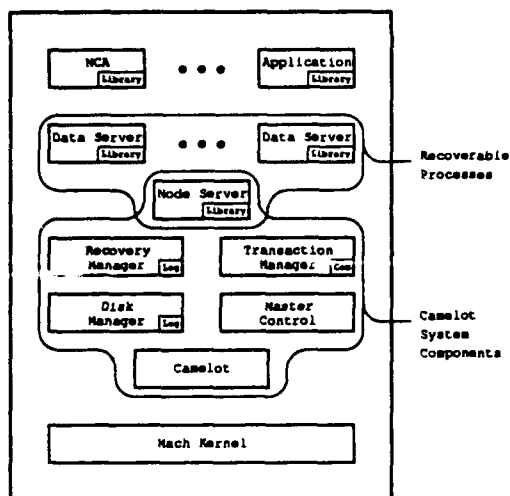 NCA
Library
• • •
Application
Library
Data Server
Library
• • •
Data Server
Library
Recoverable
Processes
Node Server
Library
Recovery
Manager
Log
Transaction
Manager
Com
Disk
Manager
Log
Master
Control
Camelot
System
Components
Camelot
Mach Kernel